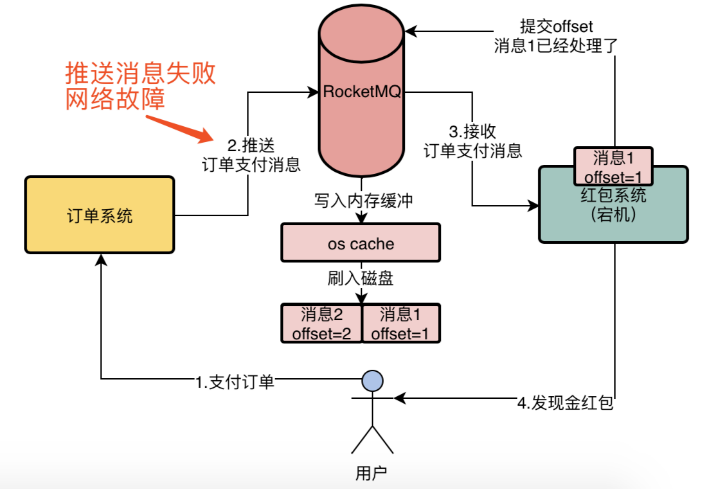 提交offset
消息1已经处理了
推送消息失败
网络故障
RocketMQ
2.推送
订单支付消息
3.接收
订单支付消息
消息1
offset=1
红包系统
（宕机）
订单系统
写入内存缓冲
os cache
刷入磁盘
消息2
offset=2
消息1
offset=1
1.支付订单
4.发现金红包
用户